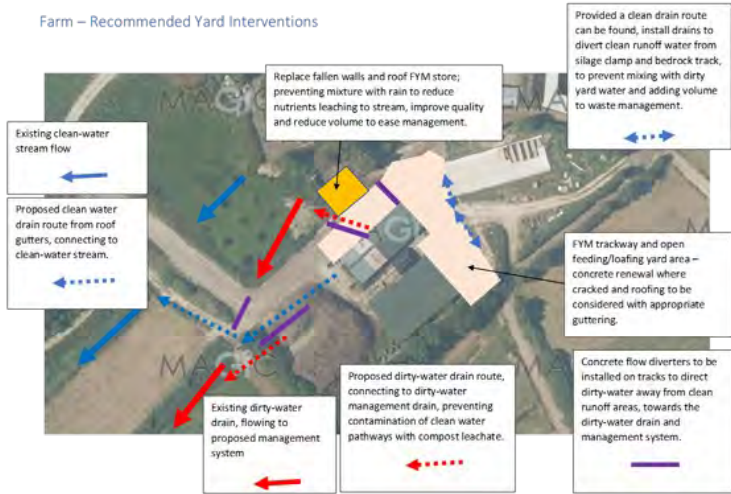 Farm – Recommended Yard Interventions
Provided a clean drain route
can be found, install drains to
divert clean runoff water from
silage clamp and bedrock track,
to prevent mixing with dirty
yard water and adding volume
to waste management.
Replace fallen walls and roof FYM store;
preventing mixture with rain to reduce
nutrients leaching to stream, improve quality
and reduce volume to ease management.
Existing clean-water
stream flow
Proposed clean water
drain route from roof
gutters, connecting to
clean-water stream.
FYM trackway and open
feeding/loafing yard area –
concrete renewal where
cracked and roofing to be
considered with appropriate
guttering.
Existing dirty-water
drain, flowing to
proposed management
system
Proposed dirty-water drain route,
connecting to dirty-water
management drain, preventing
contamination of clean water
pathways with compost leachate.
Concrete flow diverters to be
installed on tracks to direct
dirty-water away from clean
runoff areas, towards the
dirty-water drain and
management system.